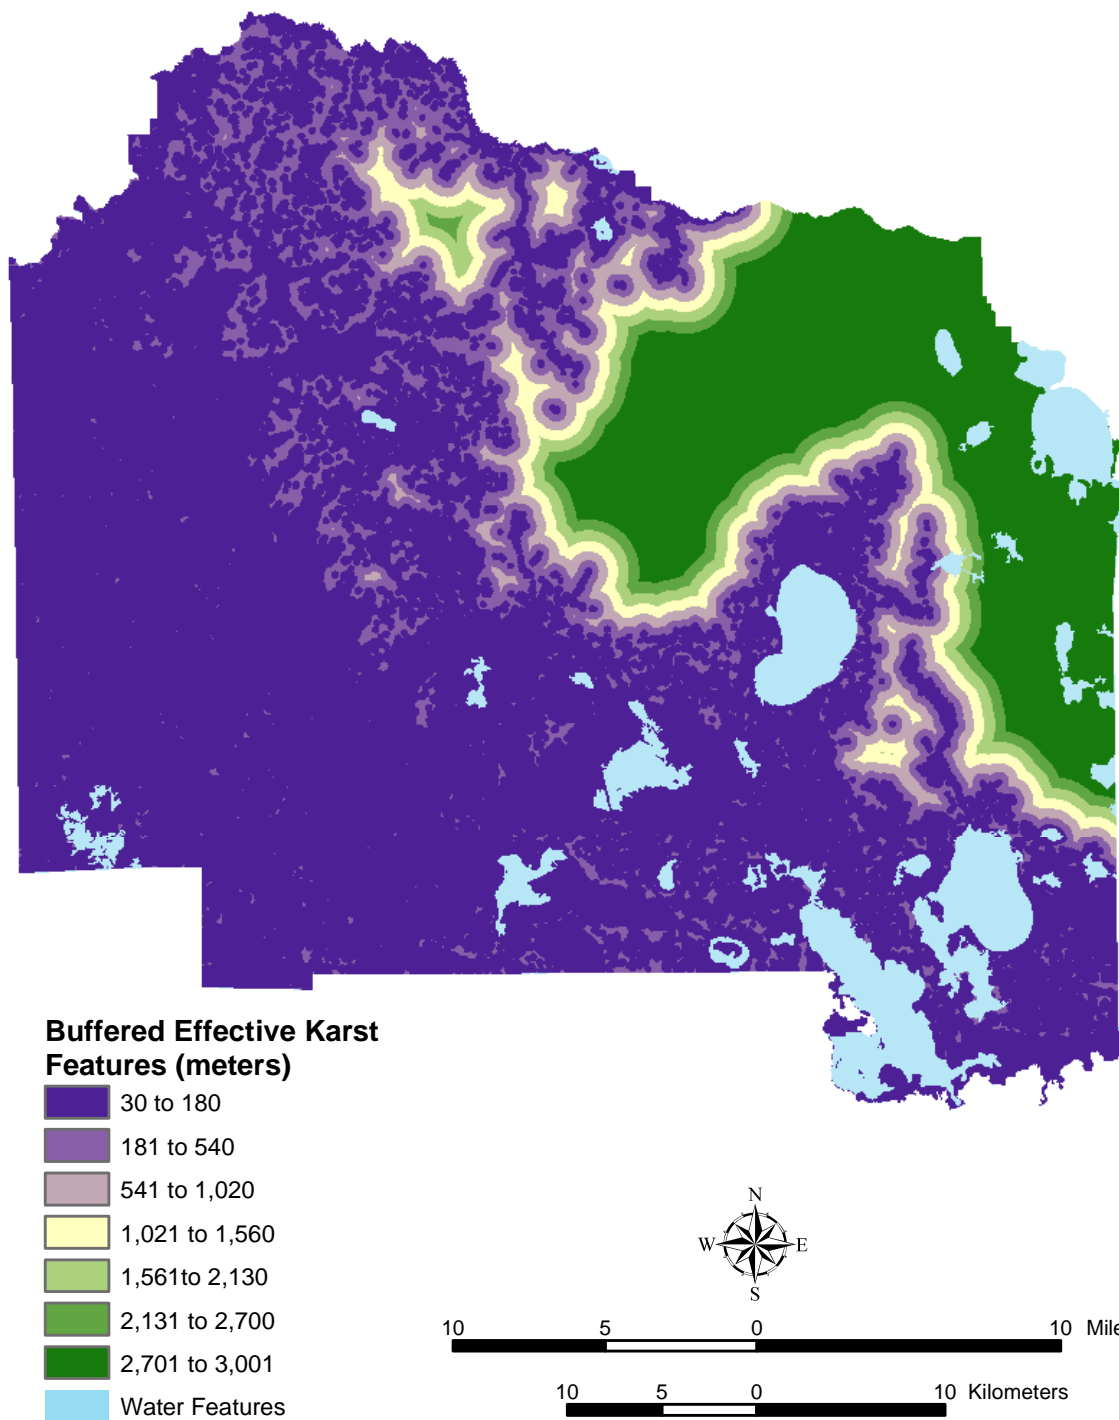 Buffered Effective Karst
Features (meters)
30 to 180
181 to 540
541 to 1,020
1,021 to 1,560
1,561to 2,130
2,131 to 2,700
2,701 to 3,001
Water Features
N
W E
S
10 5 0 10 Mile
10 5 0 10 Kilometers